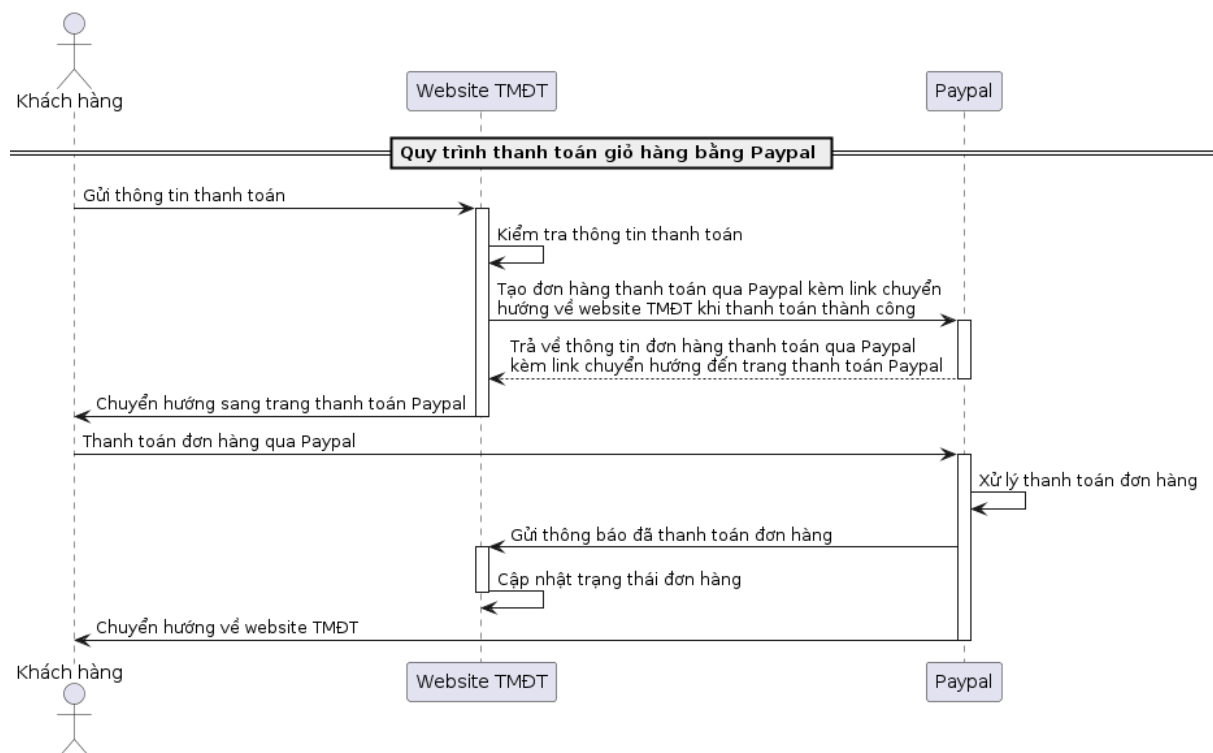 Khách hàng
Website TMĐT
Paypal
Quy trình thanh toán giỏ hàng bằng Paypal
Gửi thông tin thanh toán
Kiểm tra thông tin thanh toán
Tạo đơn hàng thanh toán qua Paypal kèm link chuyển
hướng về website TMĐT khi thanh toán thành công
Trả về thông tin đơn hàng thanh toán qua Paypal
kèm link chuyển hướng đến trang thanh toán Paypal
Chuyển hướng sang trang thanh toán Paypal
Thanh toán đơn hàng qua Paypal
Xử lý thanh toán đơn hàng
Gửi thông báo đã thanh toán đơn hàng
Cập nhật trạng thái đơn hàng
Chuyển hướng về website TMĐT
Khách hàng
Website TMĐT
Paypal